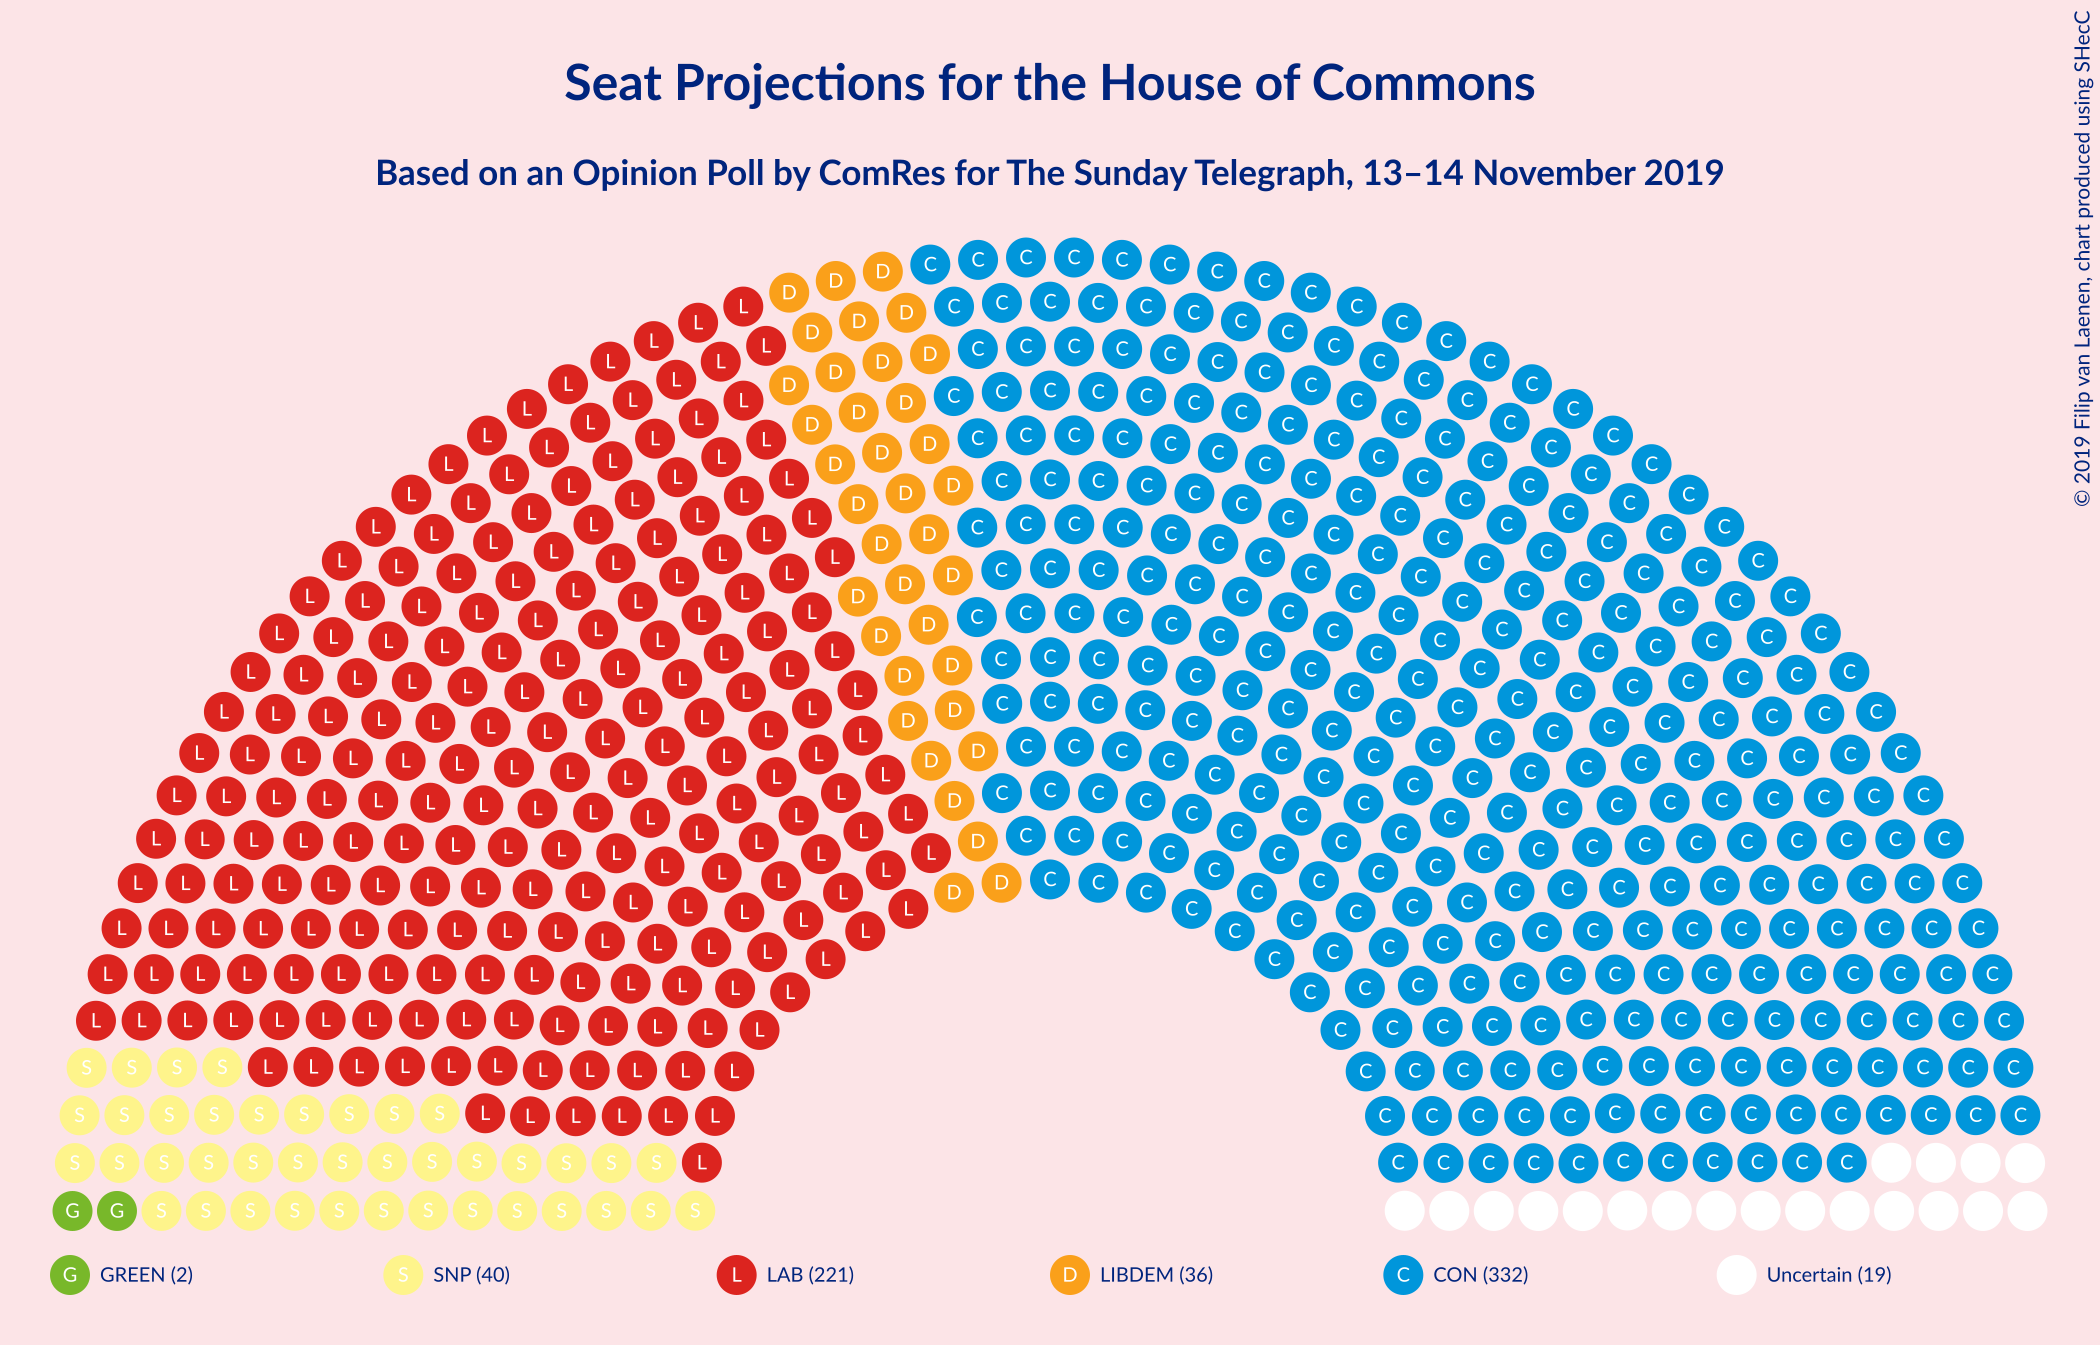 Seat Projections for the House of Commons
Based on an Opinion Poll by ComRes for The Sunday Telegraph, 13–14 November 2019
© 2019 Filip van Laenen, chart produced using SHecC
G GREEN (2)
S SNP (40)
L LAB (221)
D LIBDEM (36)
C CON (332)
Uncertain (19)